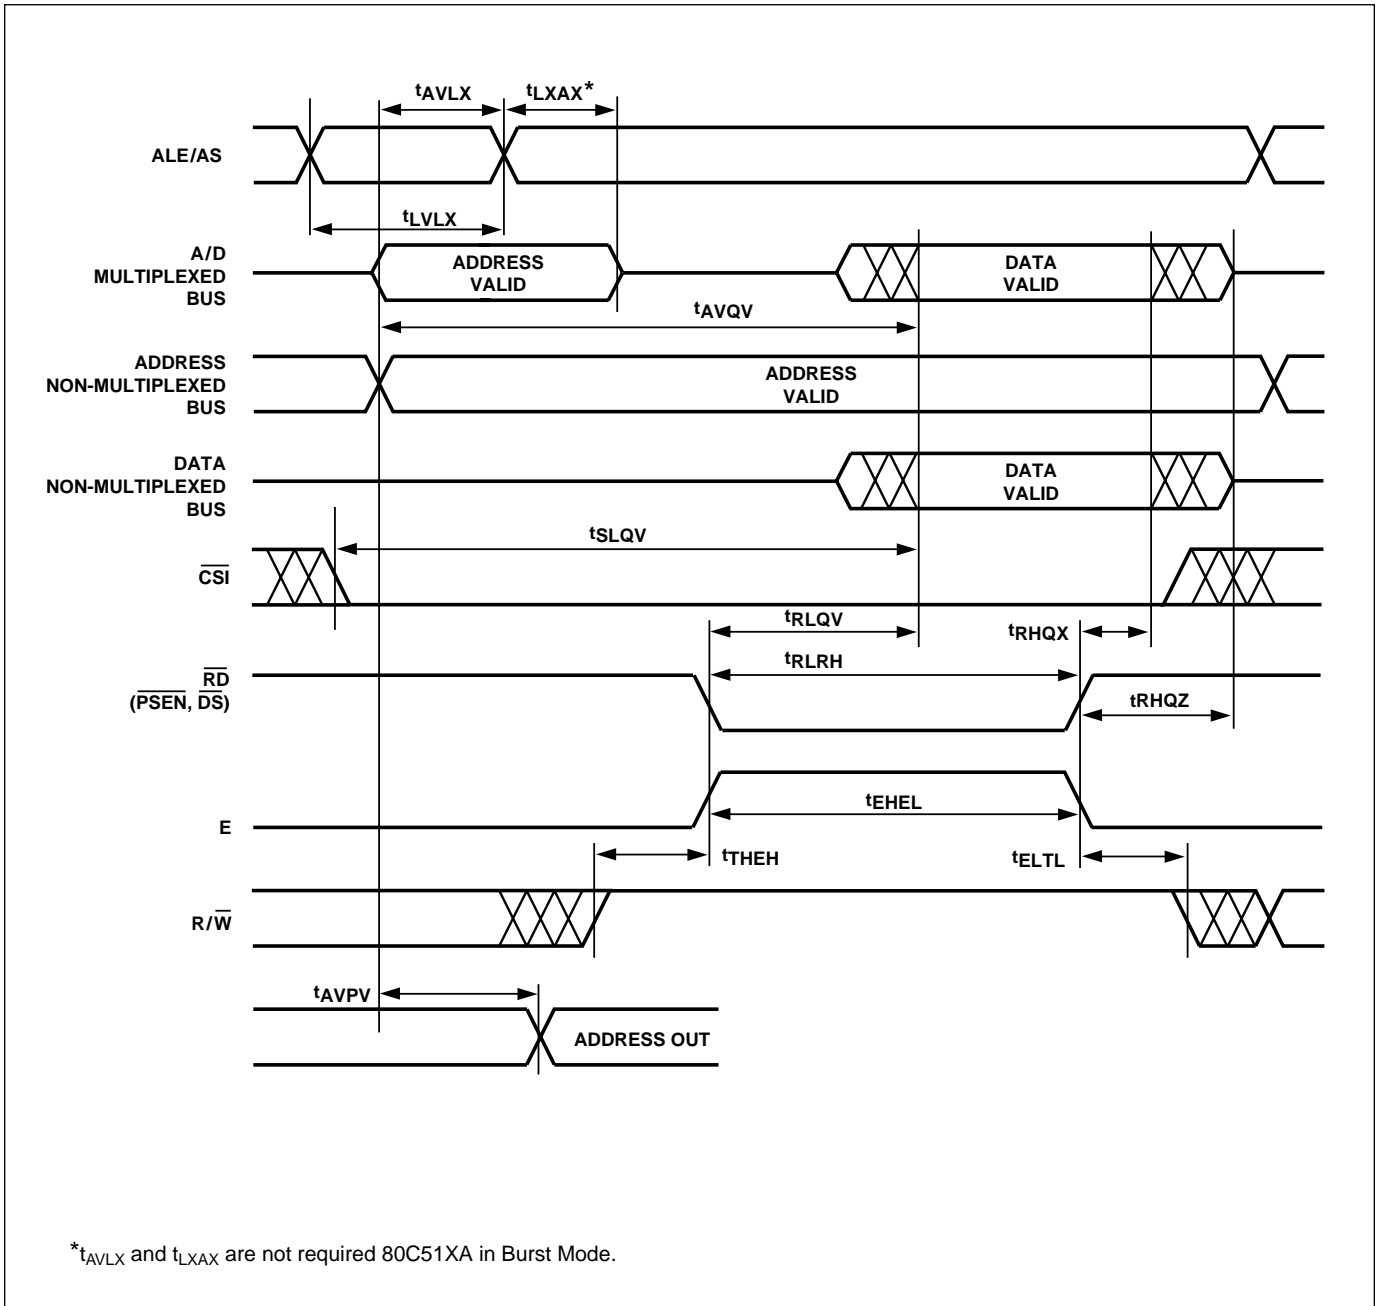 tAVLX tLXAX*
ALE/AS
tLVLX
A/D
MULTIPLEXED
BUS
ADDRESS
VALID
DATA
VALID
tAVQV
ADDRESS
NON-MULTIPLEXED
BUS
ADDRESS
VALID
DATA
NON-MULTIPLEXED
BUS
DATA
VALID
tSLQV
CSI
tRLQV tRHQX
tRLRH
RD
(PSEN, DS)
tRHQZ
tEHEL
E
tTHEH tELTL
R/W
tAVPV
ADDRESS OUT
*tAVLX and tLXAX are not required 80C51XA in Burst Mode.